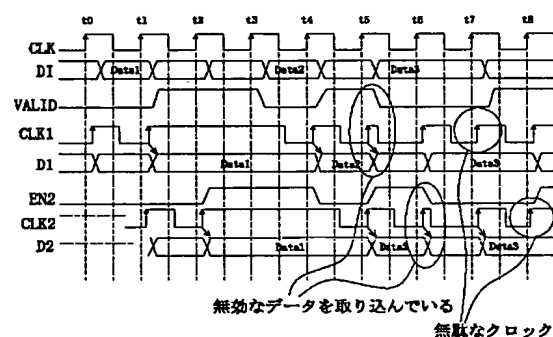 t0 t1 t2 t3 t4 t5 t6 t7 t8
CLK
DI Data1 Data2 Data3
VALID
CLK1
D1 Data1 Data2 Data3
EN2
CLK2
D2 Data1 Data2 Data3
無効なデータを取り込んでいる
無駄なクロック